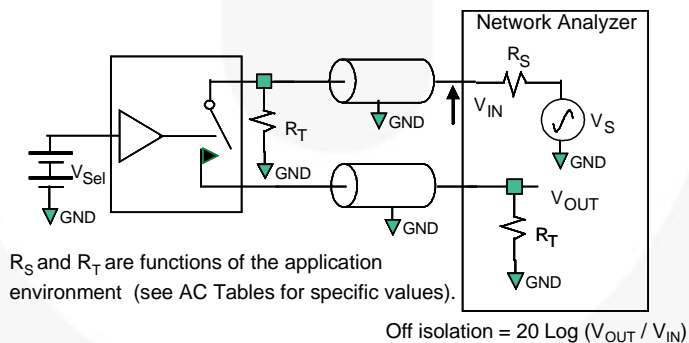 Network Analyzer
R_S
V_IN
V_S
GND
GND
R_T
GND
V_Sel
GND
V_OUT
R_T
GND
GND
R_S and R_T are functions of the application
environment (see AC Tables for specific values).
Off isolation = 20 Log (V_OUT / V_IN)